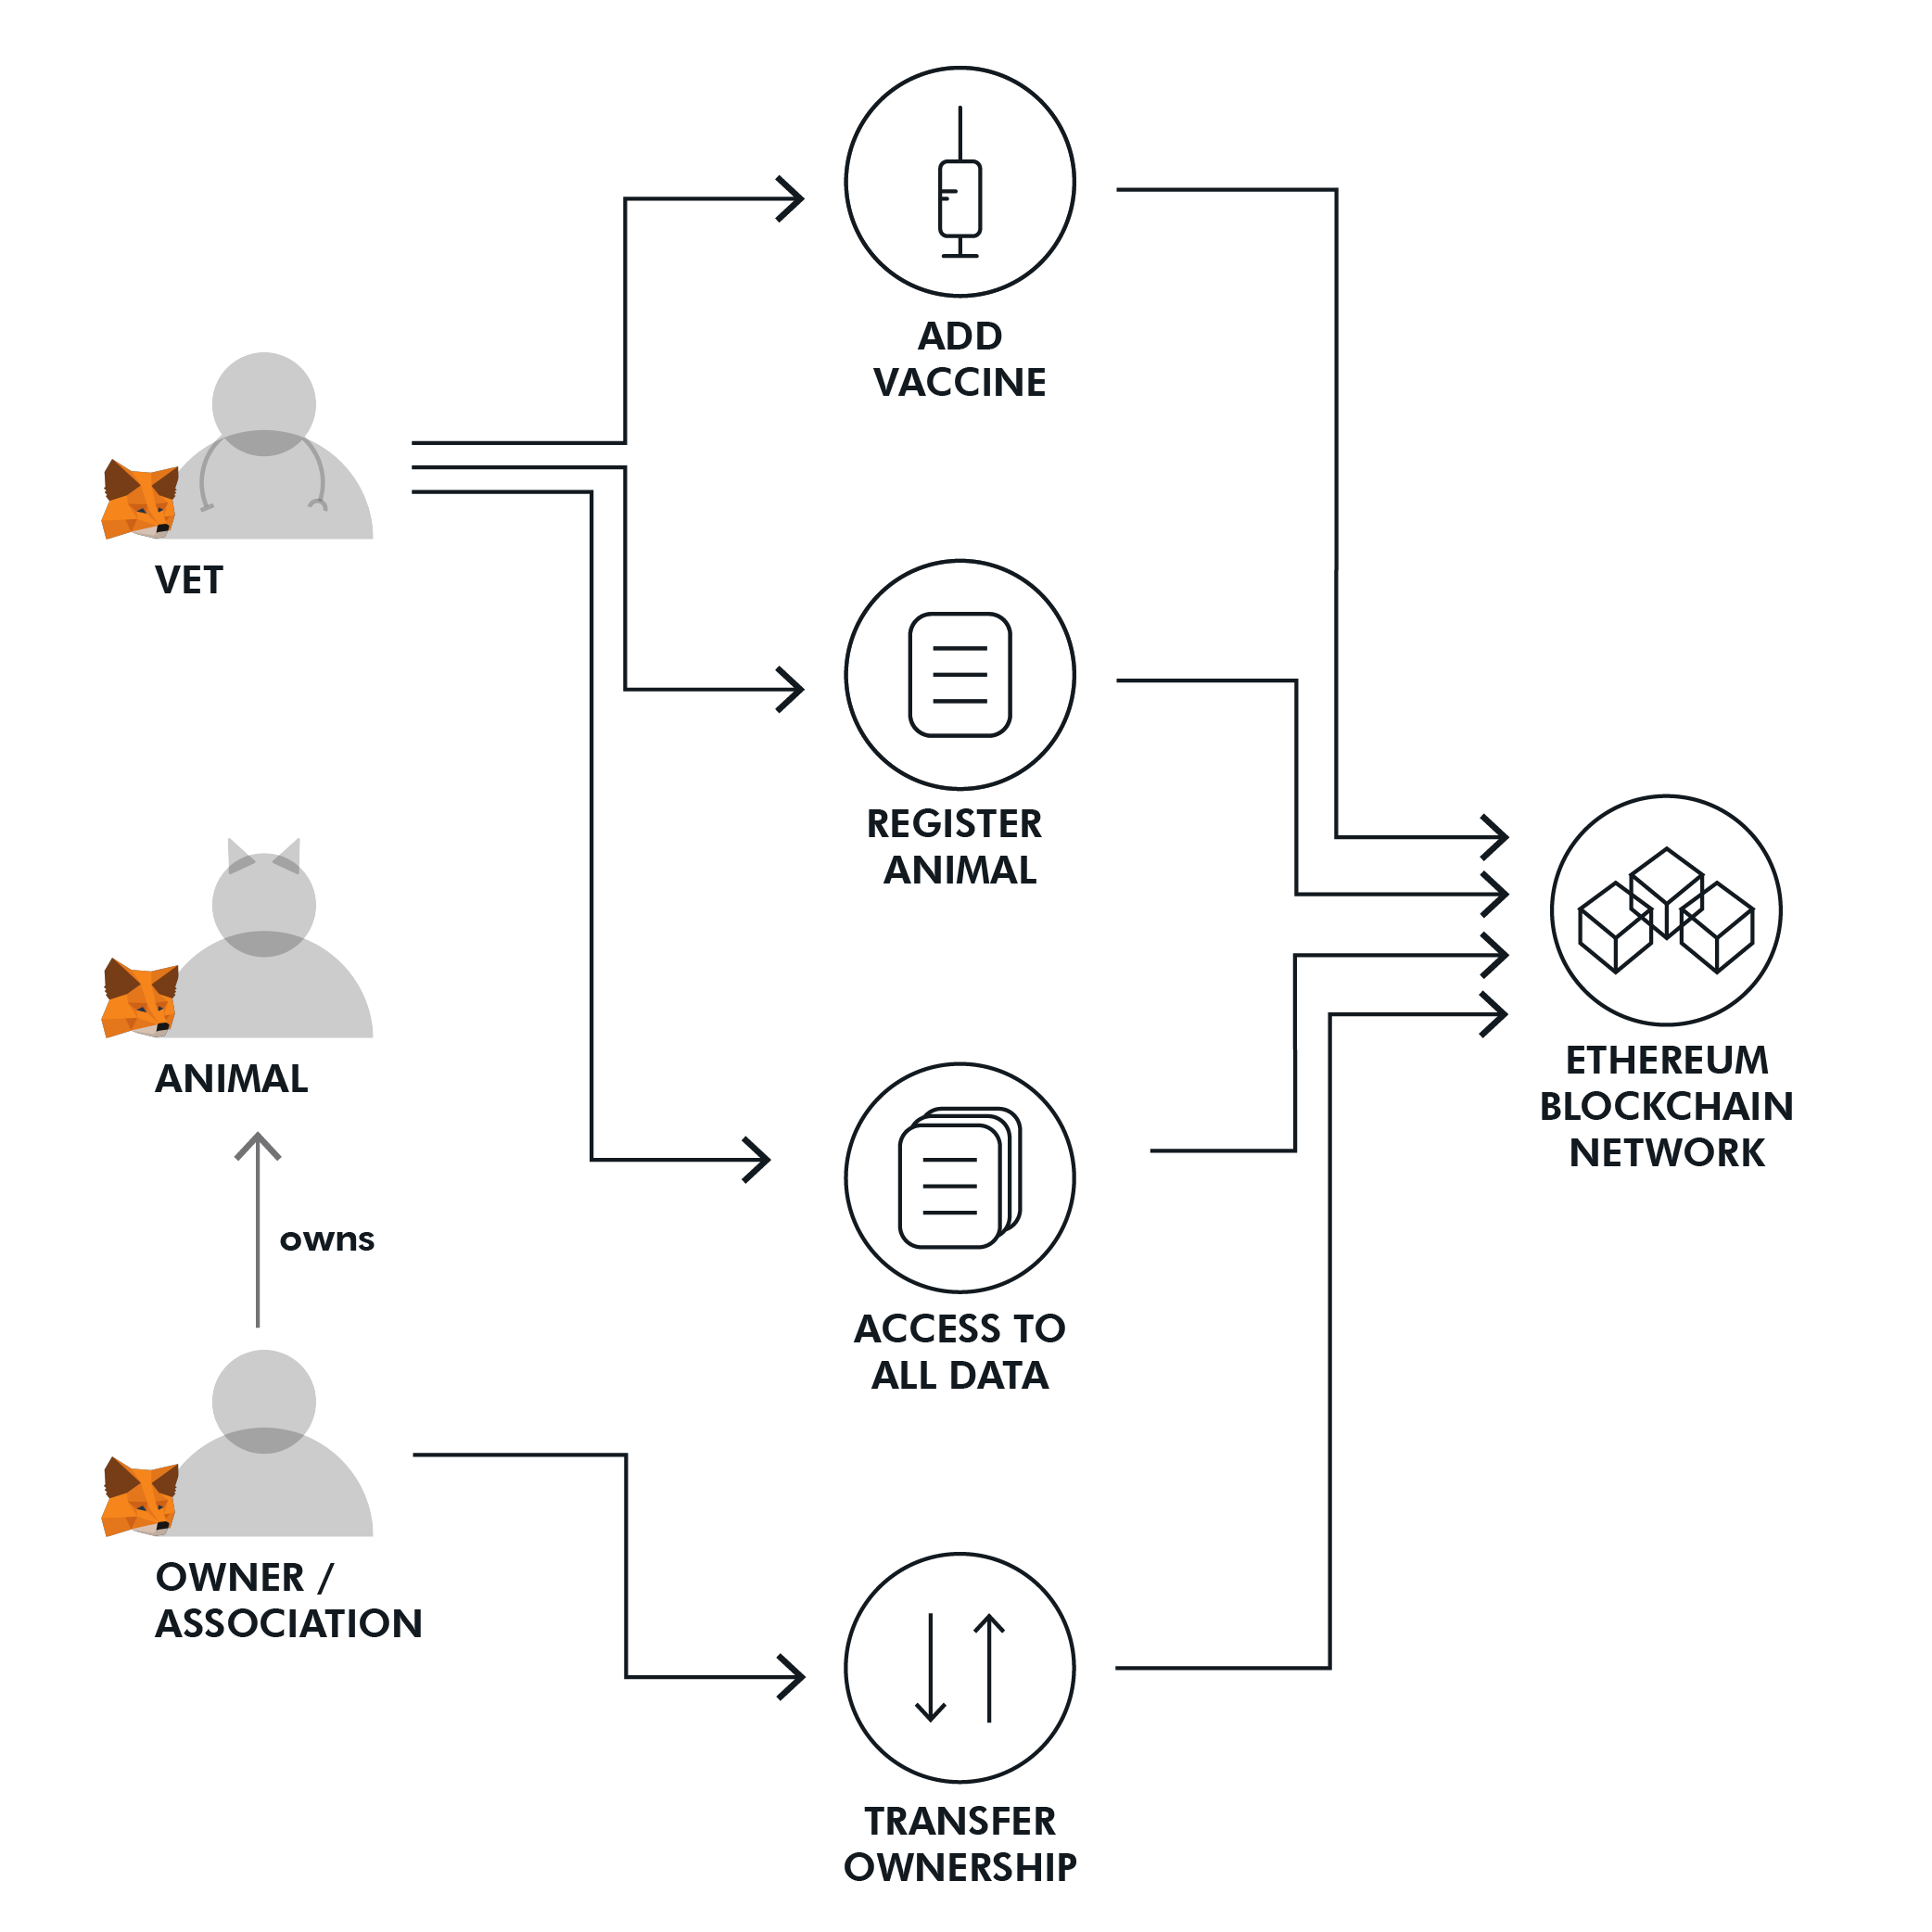 ADD
VACCINE
VET
REGISTER
ANIMAL
ANIMAL
owns
ETHEREUM
BLOCKCHAIN
NETWORK
ACCESS TO
ALL DATA
OWNER /
ASSOCIATION
TRANSFER
OWNERSHIP